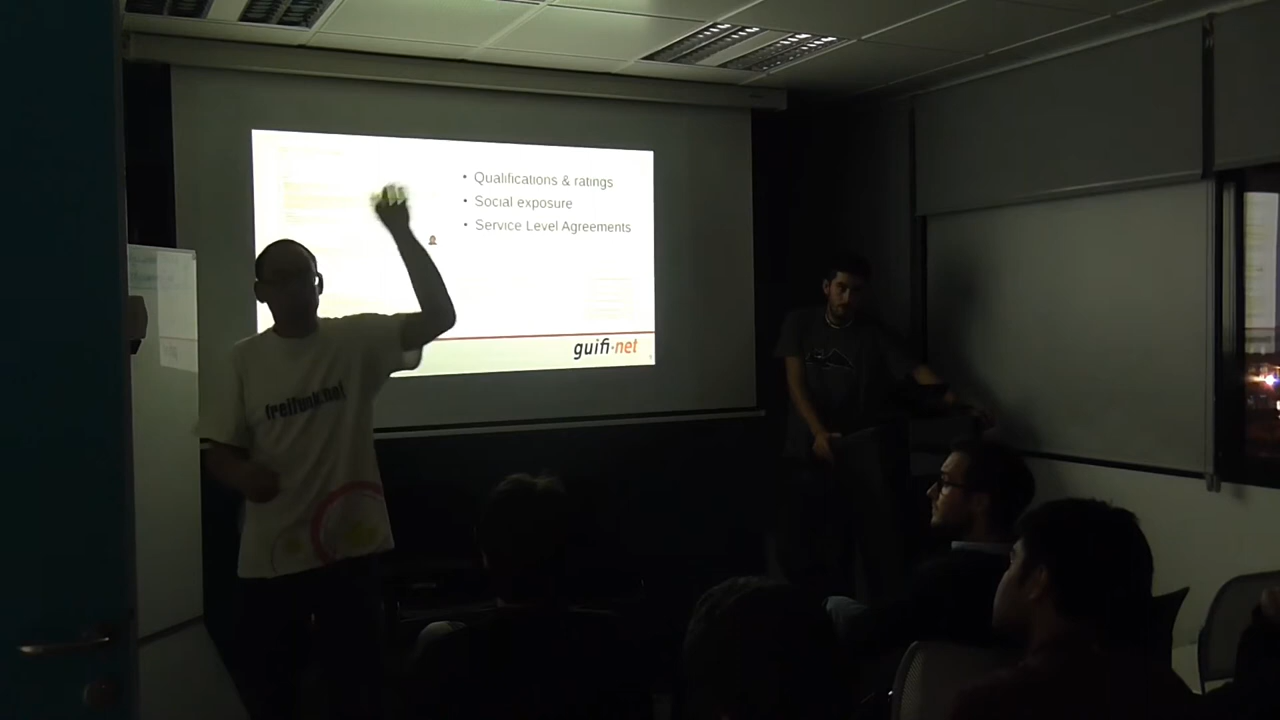 • Qualifications & ratings
• Social exposure
• Service Level Agreements
guifi·net
freifunk.net